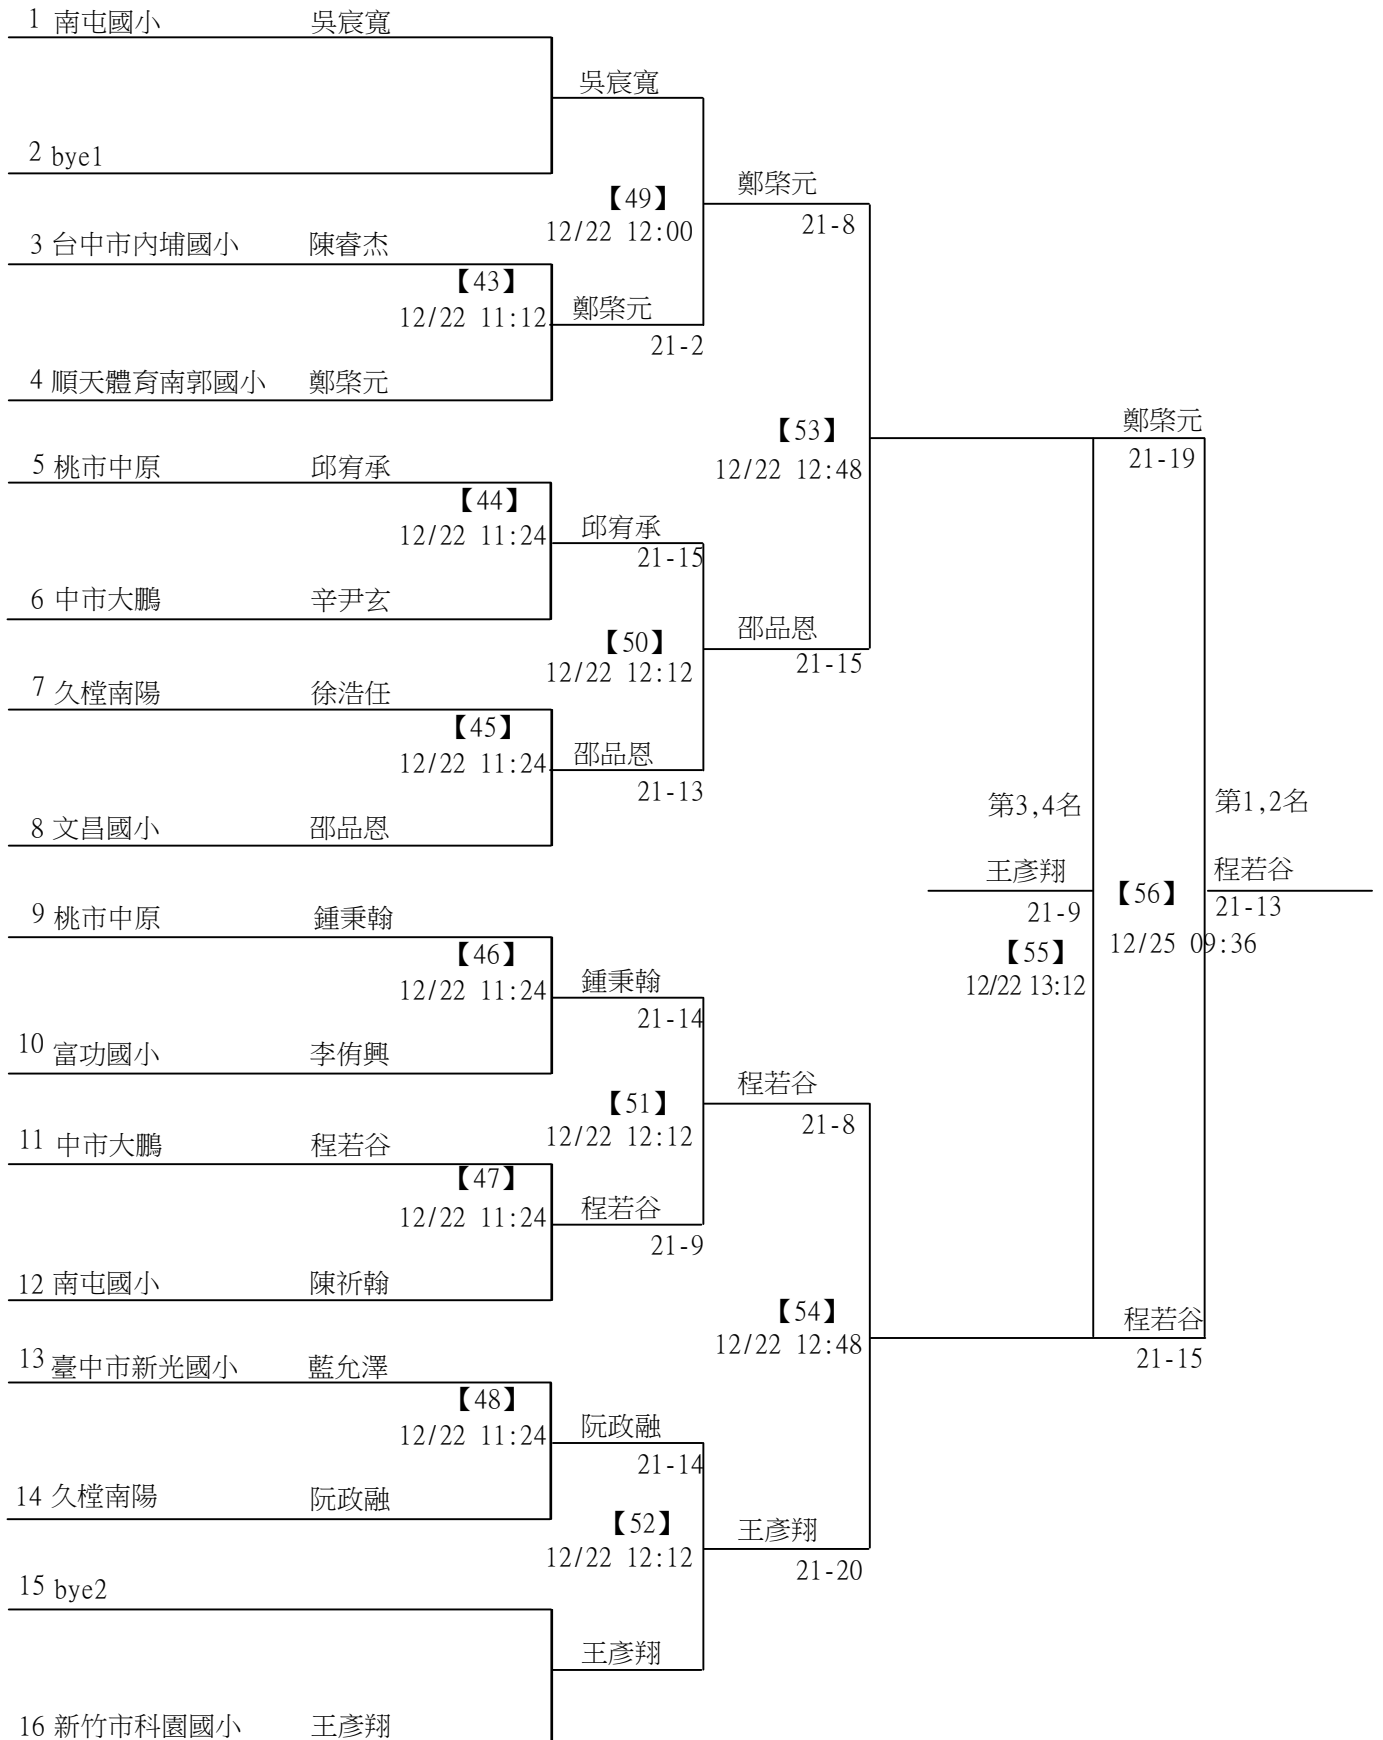 1 南屯國小 吳宸寬
吳宸寬
2 bye1
【49】
12/22 12:00
鄭棨元
21-8
3 台中市內埔國小 陳睿杰
【43】
12/22 11:12
鄭棨元
21-2
4 順天體育南郭國小 鄭棨元
【53】
12/22 12:48
鄭棨元
21-19
5 桃市中原 邱宥承
【44】
12/22 11:24
邱宥承
21-15
6 中市大鵬 辛尹玄
【50】
12/22 12:12
邵品恩
21-15
7 久樘南陽 徐浩任
【45】
12/22 11:24
邵品恩
21-13
8 文昌國小 邵品恩
第3,4名
第1,2名
王彥翔
21-9
【55】
12/22 13:12
【56】
12/25 09:36
程若谷
21-13
9 桃市中原 鍾秉翰
【46】
12/22 11:24
鍾秉翰
21-14
10 富功國小 李侑興
【51】
12/22 12:12
程若谷
21-8
11 中市大鵬 程若谷
【47】
12/22 11:24
程若谷
21-9
12 南屯國小 陳祈翰
【54】
12/22 12:48
程若谷
21-15
13 臺中市新光國小 藍允澤
【48】
12/22 11:24
阮政融
21-14
14 久樘南陽 阮政融
【52】
12/22 12:12
王彥翔
21-20
15 bye2
王彥翔
16 新竹市科園國小 王彥翔